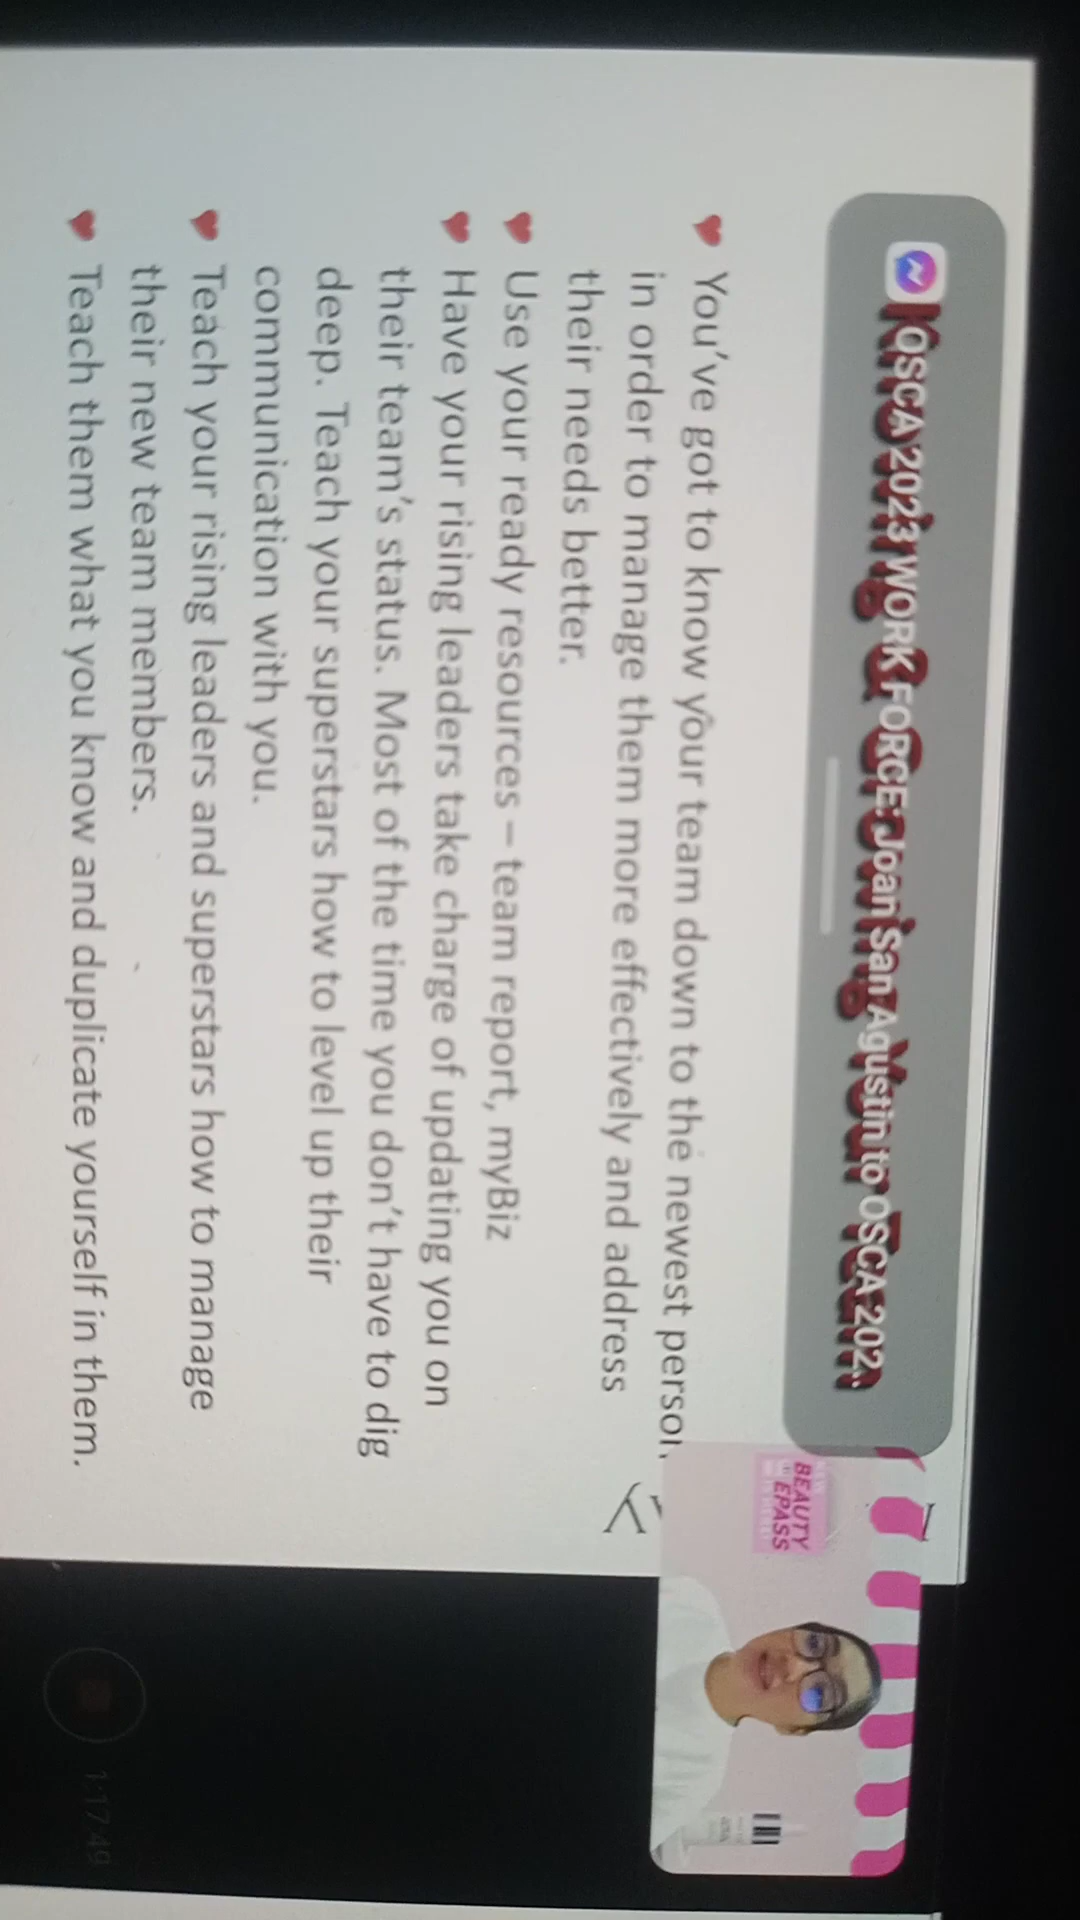 OSCA 2023 WORK FORCE: Joan San Agustin to OSCA 202..
You've got to know your team down to the newest person
in order to manage them more effectively and address
their needs better.
Use your ready resources – team report, myBiz
Have your rising leaders take charge of updating you on
their team's status. Most of the time you don't have to dig
deep. Teach your superstars how to level up their
communication with you.
Teach your rising leaders and superstars how to manage
their new team members.
Teach them what you know and duplicate yourself in them.
BEAUTY
EPASS
1:17:49